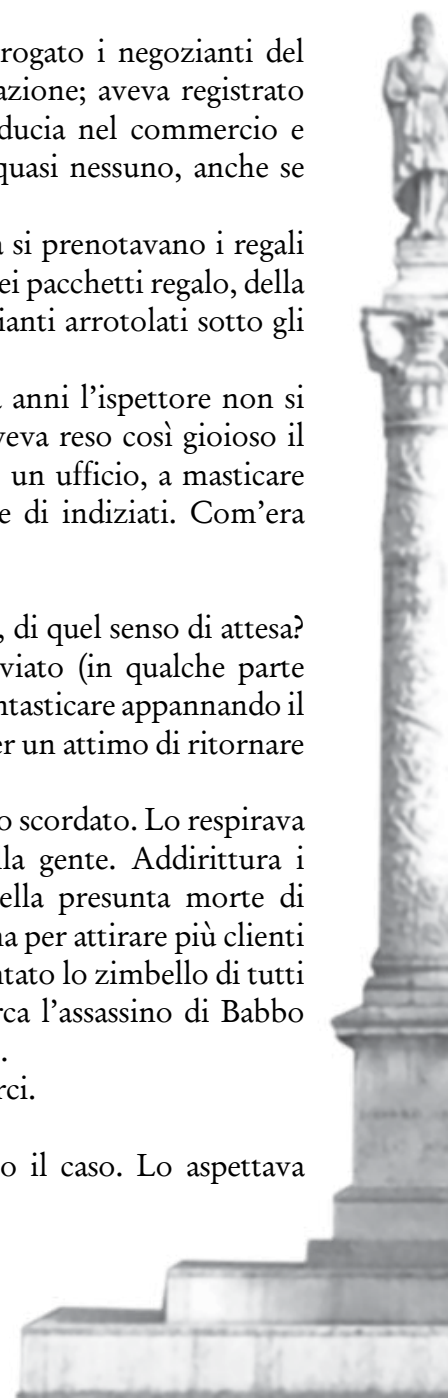 rogato i negozianti del
azione; aveva registrato
ducia nel commercio e
quasi nessuno, anche se
a si prenotavano i regali
ei pacchetti regalo, della
ianti arrotolati sotto gli
a anni l’ispettore non si
veva reso così gioioso il
un ufficio, a masticare
e di indiziati. Com’era
, di quel senso di attesa?
viato (in qualche parte
ntasticare appannando il
er un attimo di ritornare
o scordato. Lo respirava
lla gente. Addirittura i
ella presunta morte di
na per attirare più clienti
ntato lo zimbello di tutti
rca l’assassino di Babbo
.
rci.
o il caso. Lo aspettava